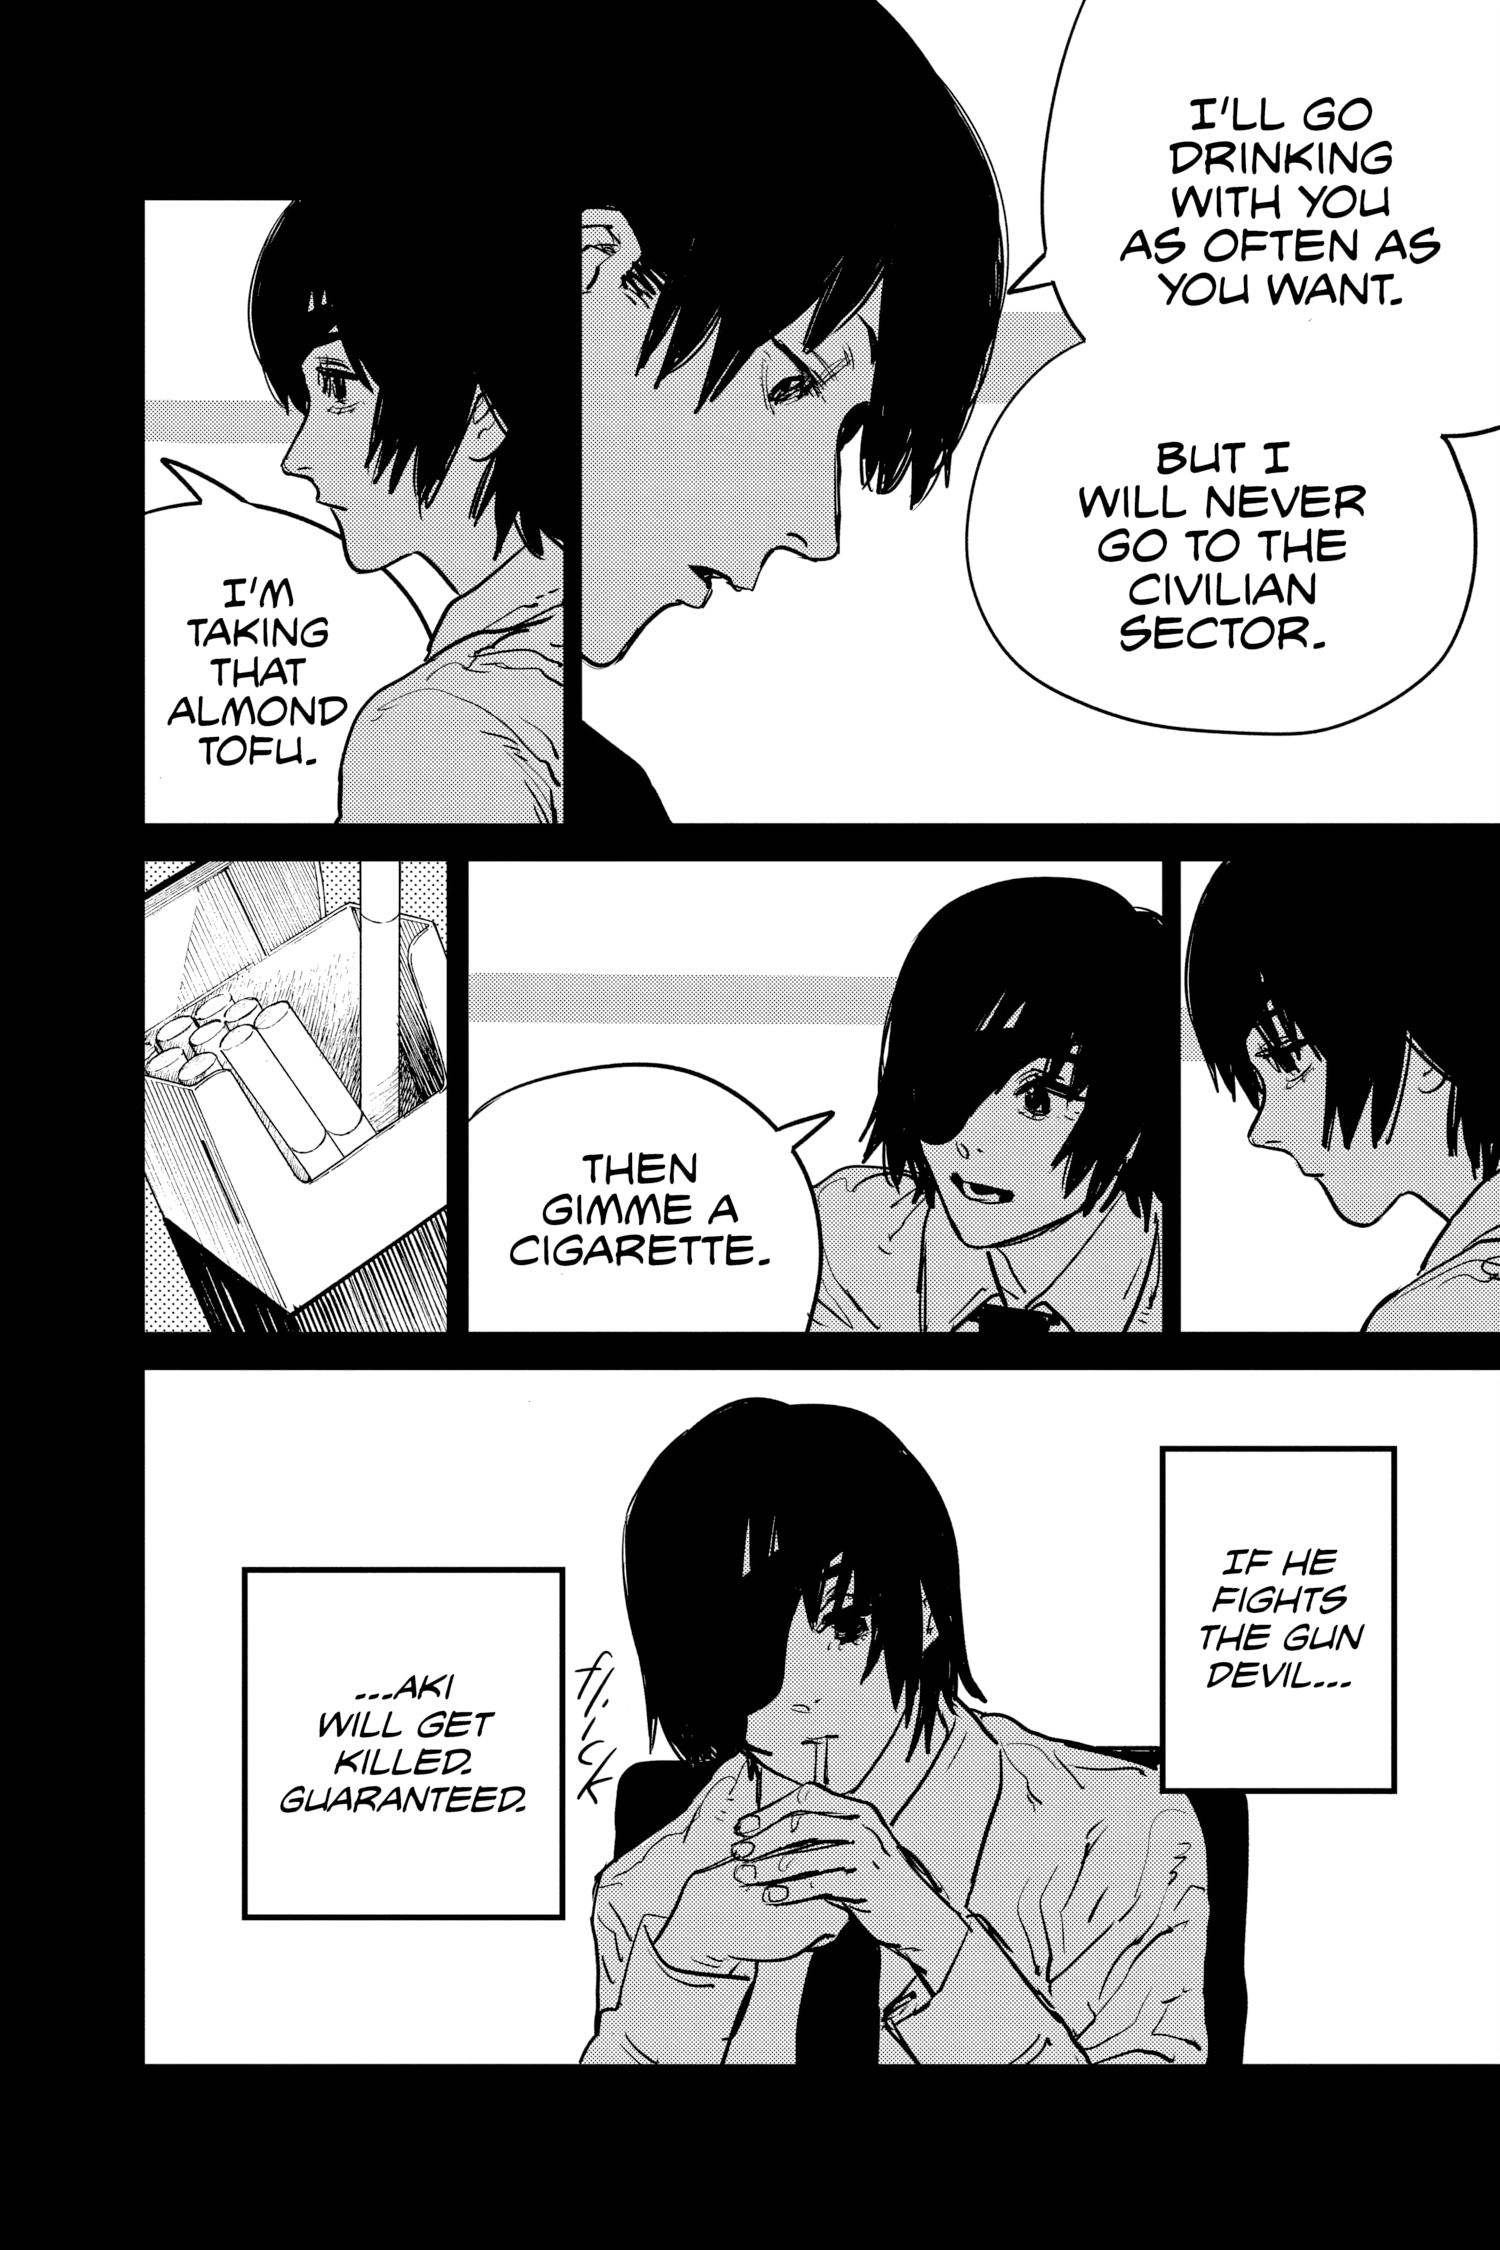 I'LL GO
DRINKING
WITH YOU
AS OFTEN AS
YOU WANT.
BUT I
WILL NEVER
GO TO THE
CIVILIAN
SECTOR.
I'M
TAKING
THAT
ALMOND
TOFU.
THEN
GIMME A
CIGARETTE.
IF HE
FIGHTS
THE GUN
DEVIL...
flick
...AKI
WILL GET
KILLED.
GUARANTEED.